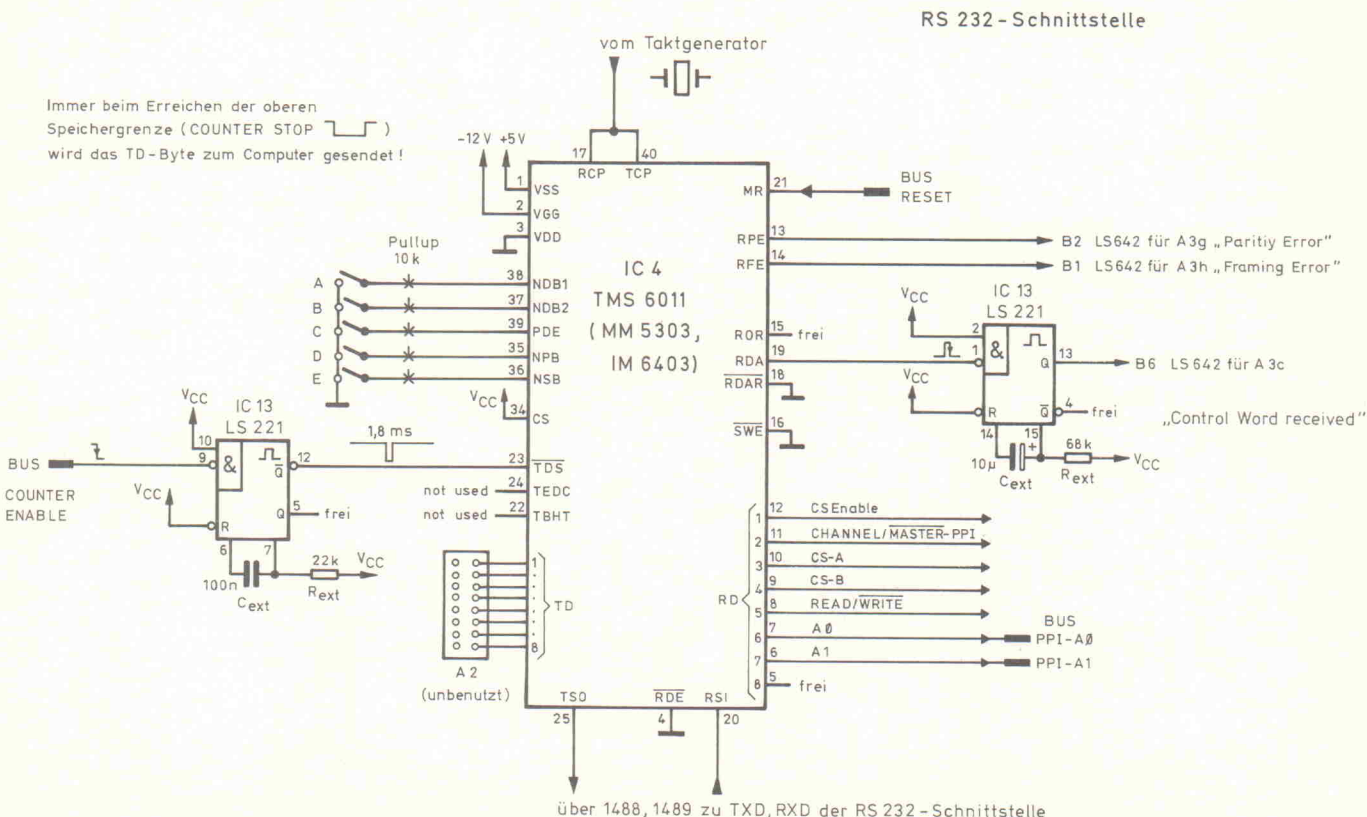 RS 232 - Schnittstelle
vom Taktgenerator
Immer beim Erreichen der oberen
Speichergrenze (COUNTER STOP )
wird das TD-Byte zum Computer gesendet!
-12 V +5V
17 40
RCP TCP
1 VSS
2 VGG
3 VDD
MR 21
BUS
RESET
RPE 13 B2 LS642 für A3g „Paritiy Error"
RFE 14 B1 LS642 für A3h „Framing Error"
Pullup
10 k
A 38 NDB1
B 37 NDB2
C 39 PDE
D 35 NPB
E 36 NSB
VCC 34 CS
IC 4
TMS 6011
(MM 5303,
IM 6403)
ROR 15 frei
RDA 19
RDAR 18
SWE 16
IC 13
LS 221
VCC
2
1 & Q 13 B6 LS642 für A3c
VCC
R Q 4 frei
„Control Word received"
14 15
10µ + 68k VCC
Cext Rext
IC 13
LS 221
VCC
10
BUS 9 & Q 12
COUNTER
ENABLE
VCC
R Q 5 frei
6 7
100n 22k VCC
Cext Rext
1,8 ms
23 TDS
not used 24 TEDC
not used 22 TBHT
1
.
.
.
.
.
.
8
TD
A 2
(unbenutzt)
RD
1 12 CSEnable
2 11 CHANNEL/MASTER-PPI
3 10 CS-A
4 9 CS-B
5 8 READ/WRITE
BUS
6 7 A0 PPI-A0
7 6 A1 PPI-A1
8 5 frei
TSO RDE RSI
25 4 20
über 1488, 1489 zu TXD, RXD der RS 232 - Schnittstelle